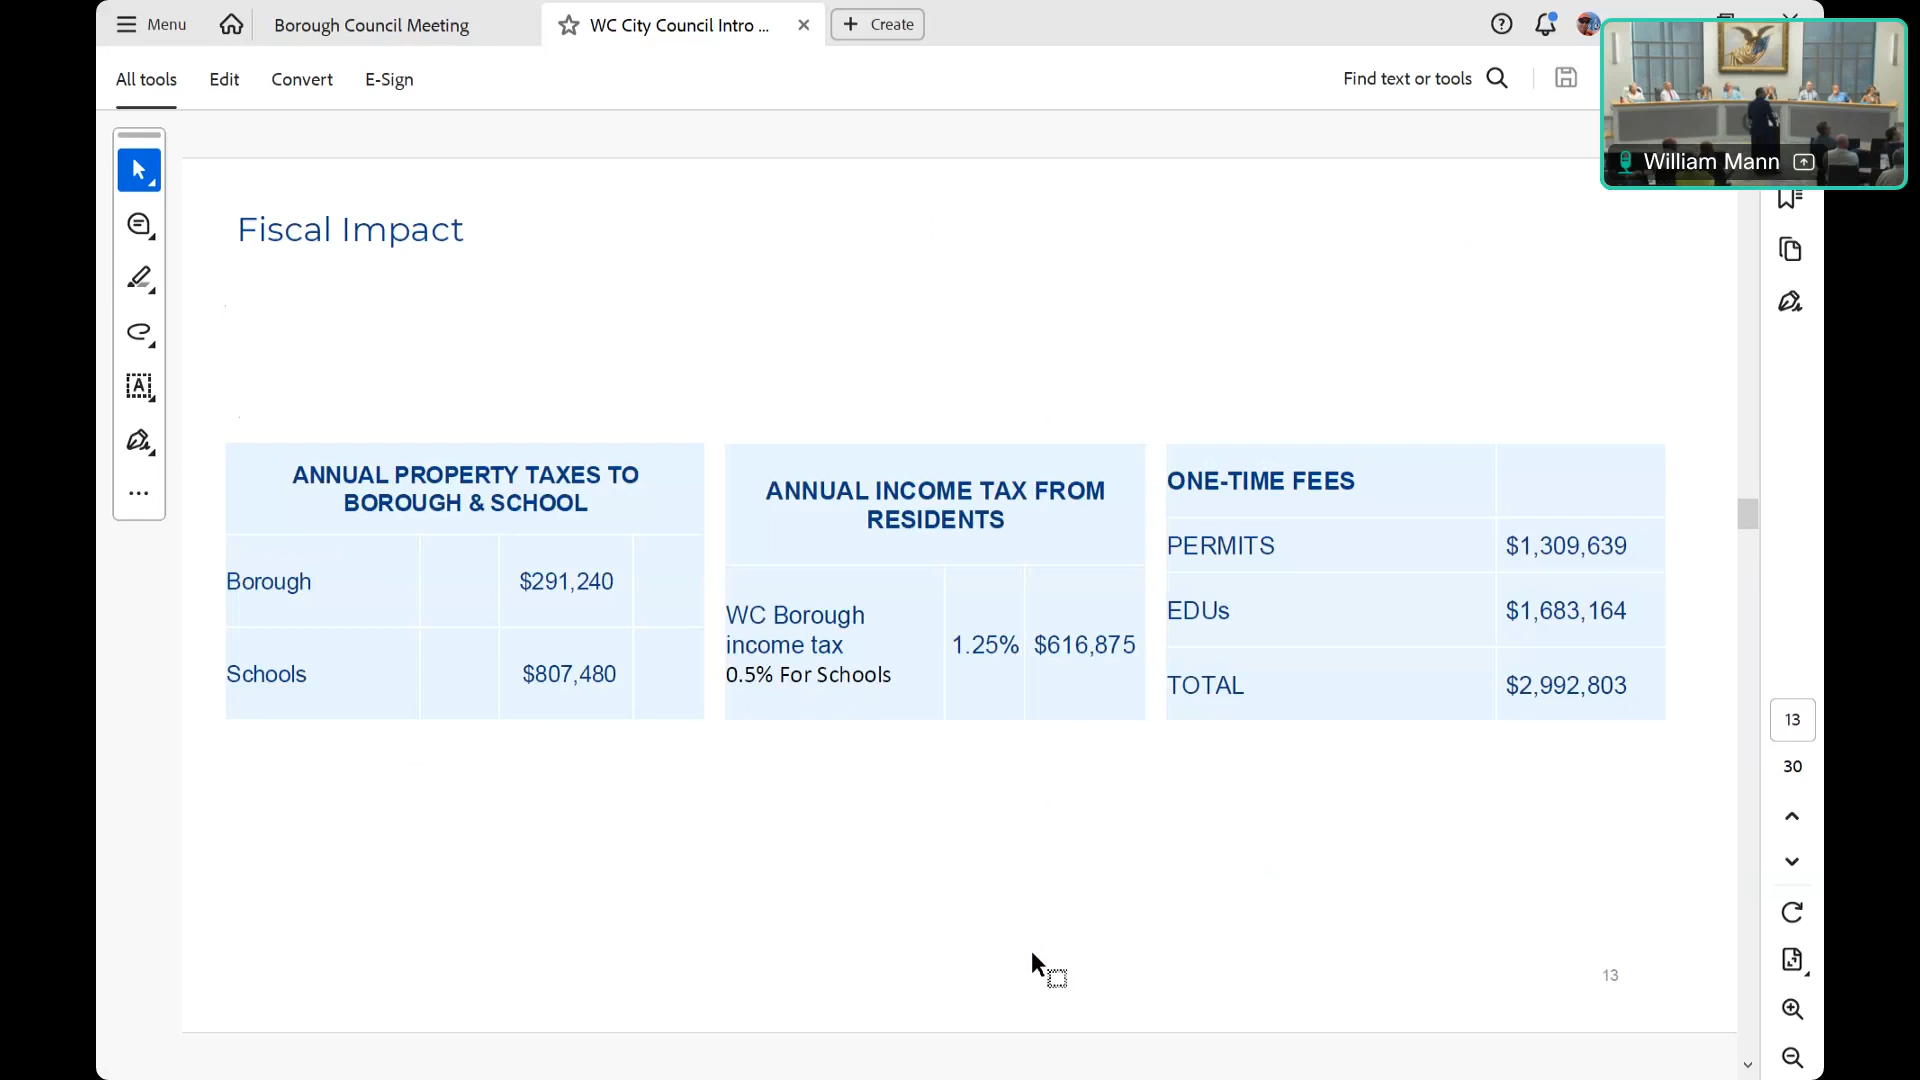 Menu
Borough Council Meeting
WC City Council Intro ...
Create
All tools
Edit
Convert
E-Sign
Find text or tools
William Mann
Fiscal Impact
ANNUAL PROPERTY TAXES TO
BOROUGH & SCHOOL
Borough $291,240
Schools $807,480
ANNUAL INCOME TAX FROM
RESIDENTS
WC Borough
income tax
0.5% For Schools
1.25% $616,875
ONE-TIME FEES
PERMITS $1,309,639
EDUs $1,683,164
TOTAL $2,992,803
13
13
30